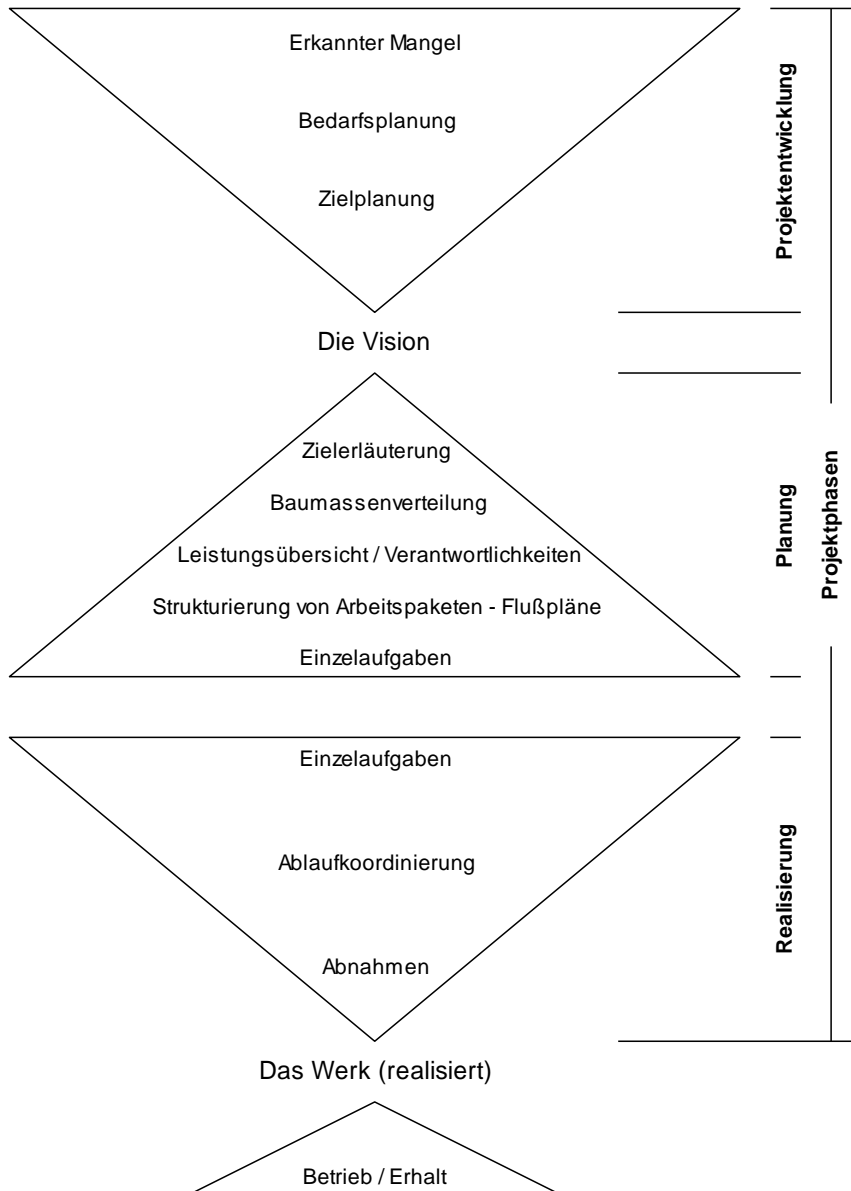 Erkannter Mangel
Bedarfsplanung
Zielplanung
Projektentwicklung
Die Vision
Zielerläuterung
Baumassenverteilung
Leistungsübersicht / Verantwortlichkeiten
Strukturierung von Arbeitspaketen - Flußpläne
Einzelaufgaben
Planung
Projektphasen
Einzelaufgaben
Ablaufkoordinierung
Abnahmen
Realisierung
Das Werk (realisiert)
Betrieb / Erhalt